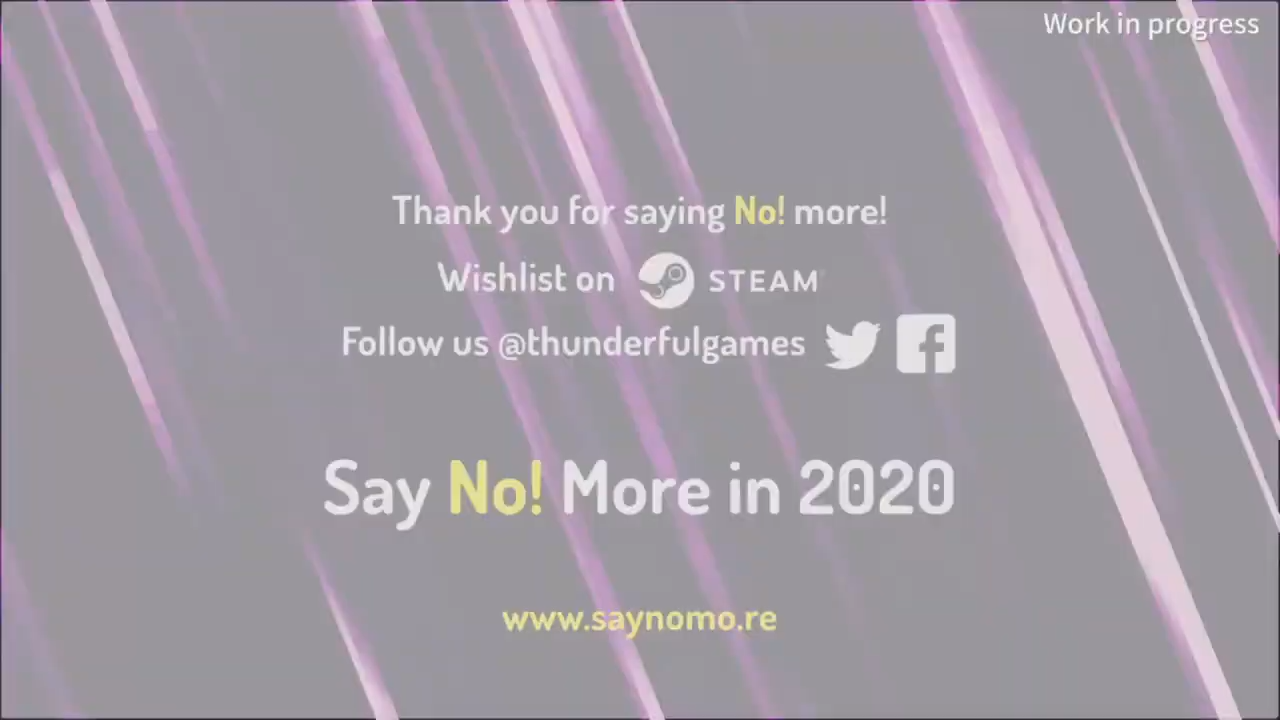 Work in progress
Thank you for saying No! more!
Wishlist on STEAM
Follow us @thunderfulgames
Say No! More in 2020
www.saynomo.re